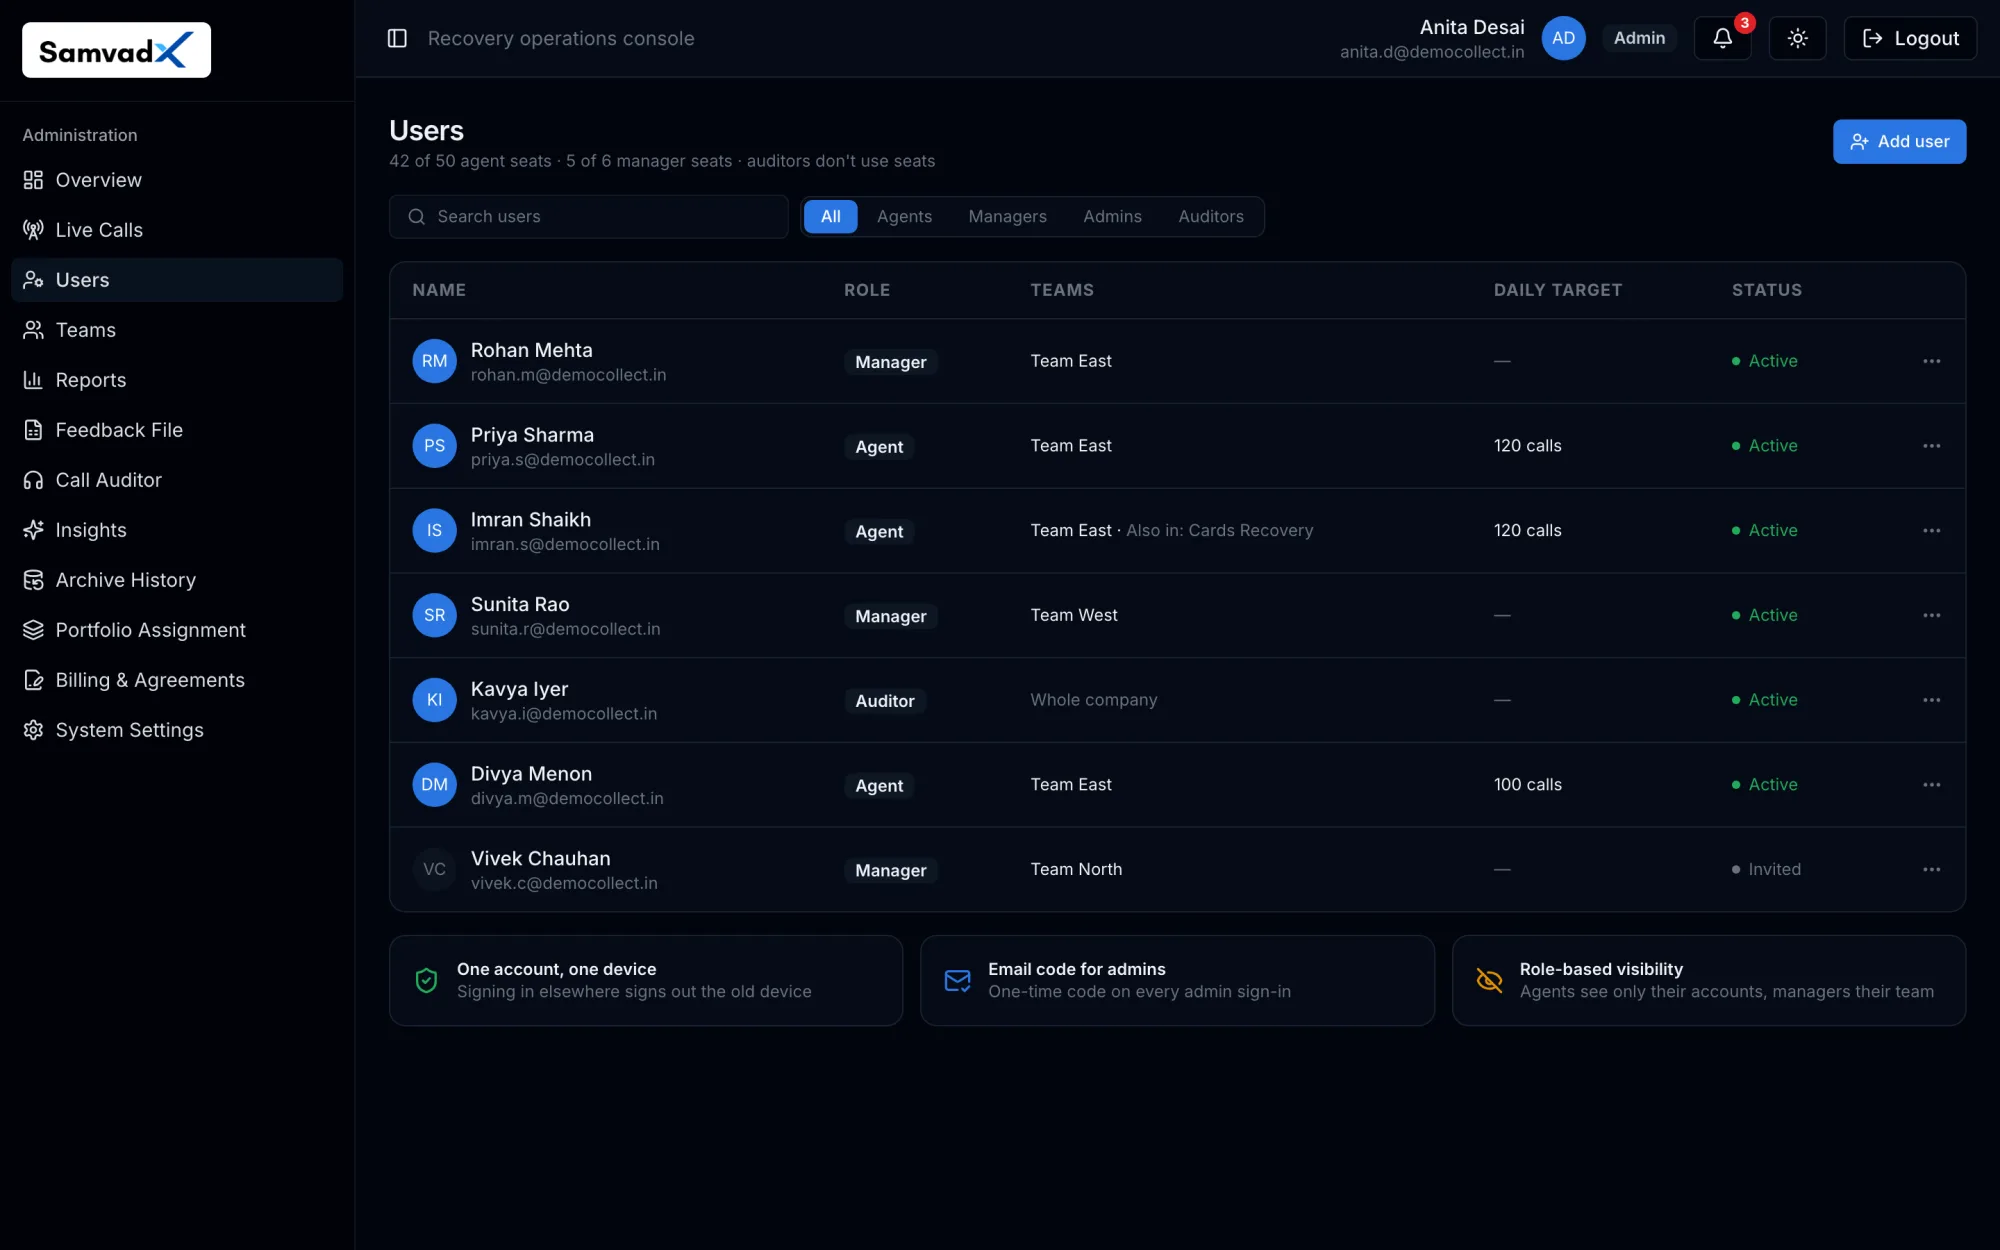 SamvadX
Recovery operations console
Anita Desai
anita.d@democollect.in
AD
Admin
3
Logout
Administration
Overview
Live Calls
Users
Teams
Reports
Feedback File
Call Auditor
Insights
Archive History
Portfolio Assignment
Billing & Agreements
System Settings
Users
42 of 50 agent seats · 5 of 6 manager seats · auditors don't use seats
Add user
Search users
All Agents Managers Admins Auditors
NAME ROLE TEAMS DAILY TARGET STATUS
RM Rohan Mehta Manager Team East — Active
rohan.m@democollect.in
PS Priya Sharma Agent Team East 120 calls Active
priya.s@democollect.in
IS Imran Shaikh Agent Team East · Also in: Cards Recovery 120 calls Active
imran.s@democollect.in
SR Sunita Rao Manager Team West — Active
sunita.r@democollect.in
KI Kavya Iyer Auditor Whole company — Active
kavya.i@democollect.in
DM Divya Menon Agent Team East 100 calls Active
divya.m@democollect.in
VC Vivek Chauhan Manager Team North — Invited
vivek.c@democollect.in
One account, one device
Signing in elsewhere signs out the old device
Email code for admins
One-time code on every admin sign-in
Role-based visibility
Agents see only their accounts, managers their team